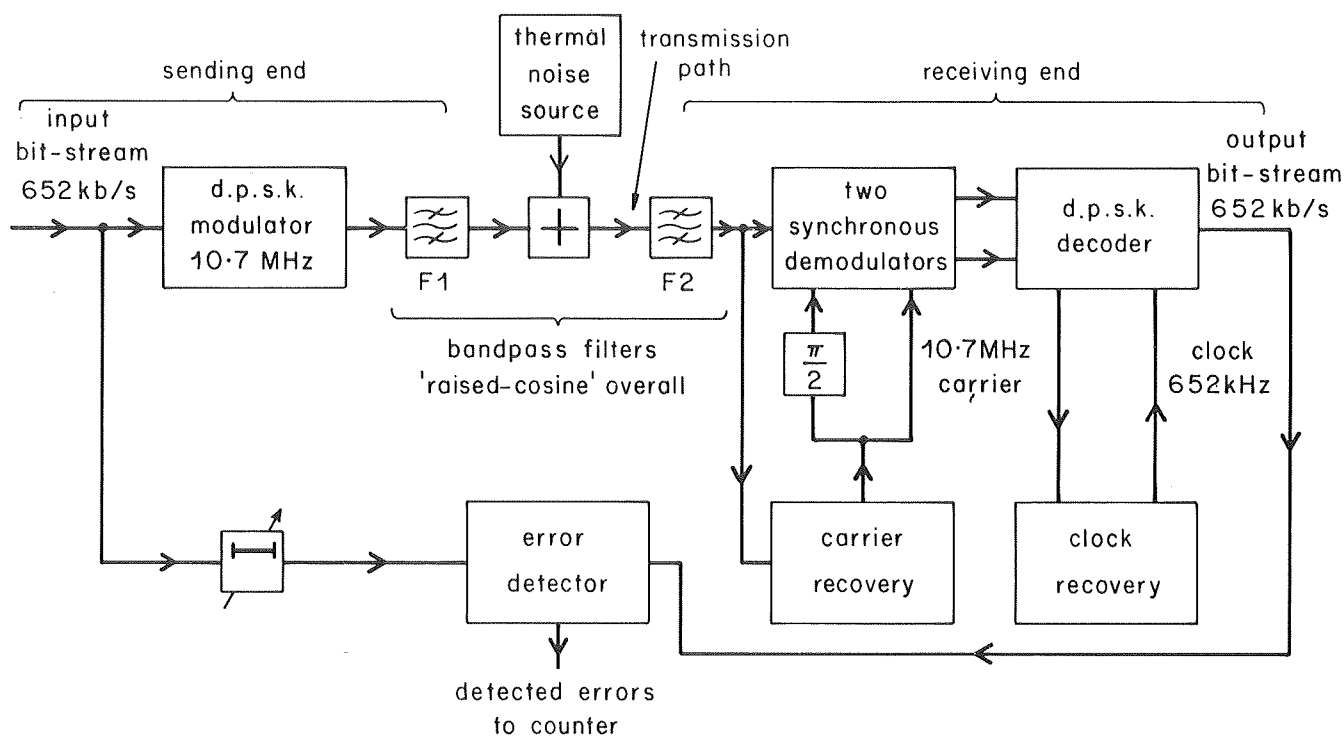 sending end
thermal
noise
source
transmission
path
receiving end
input
bit-stream
652 kb/s
d.p.s.k.
modulator
10·7 MHz
F1
+
F2
two
synchronous
demodulators
d.p.s.k.
decoder
output
bit-stream
652 kb/s
bandpass filters
'raised-cosine' overall
π
2
10·7MHz
carrier
clock
652kHz
error
detector
carrier
recovery
clock
recovery
detected errors
to counter